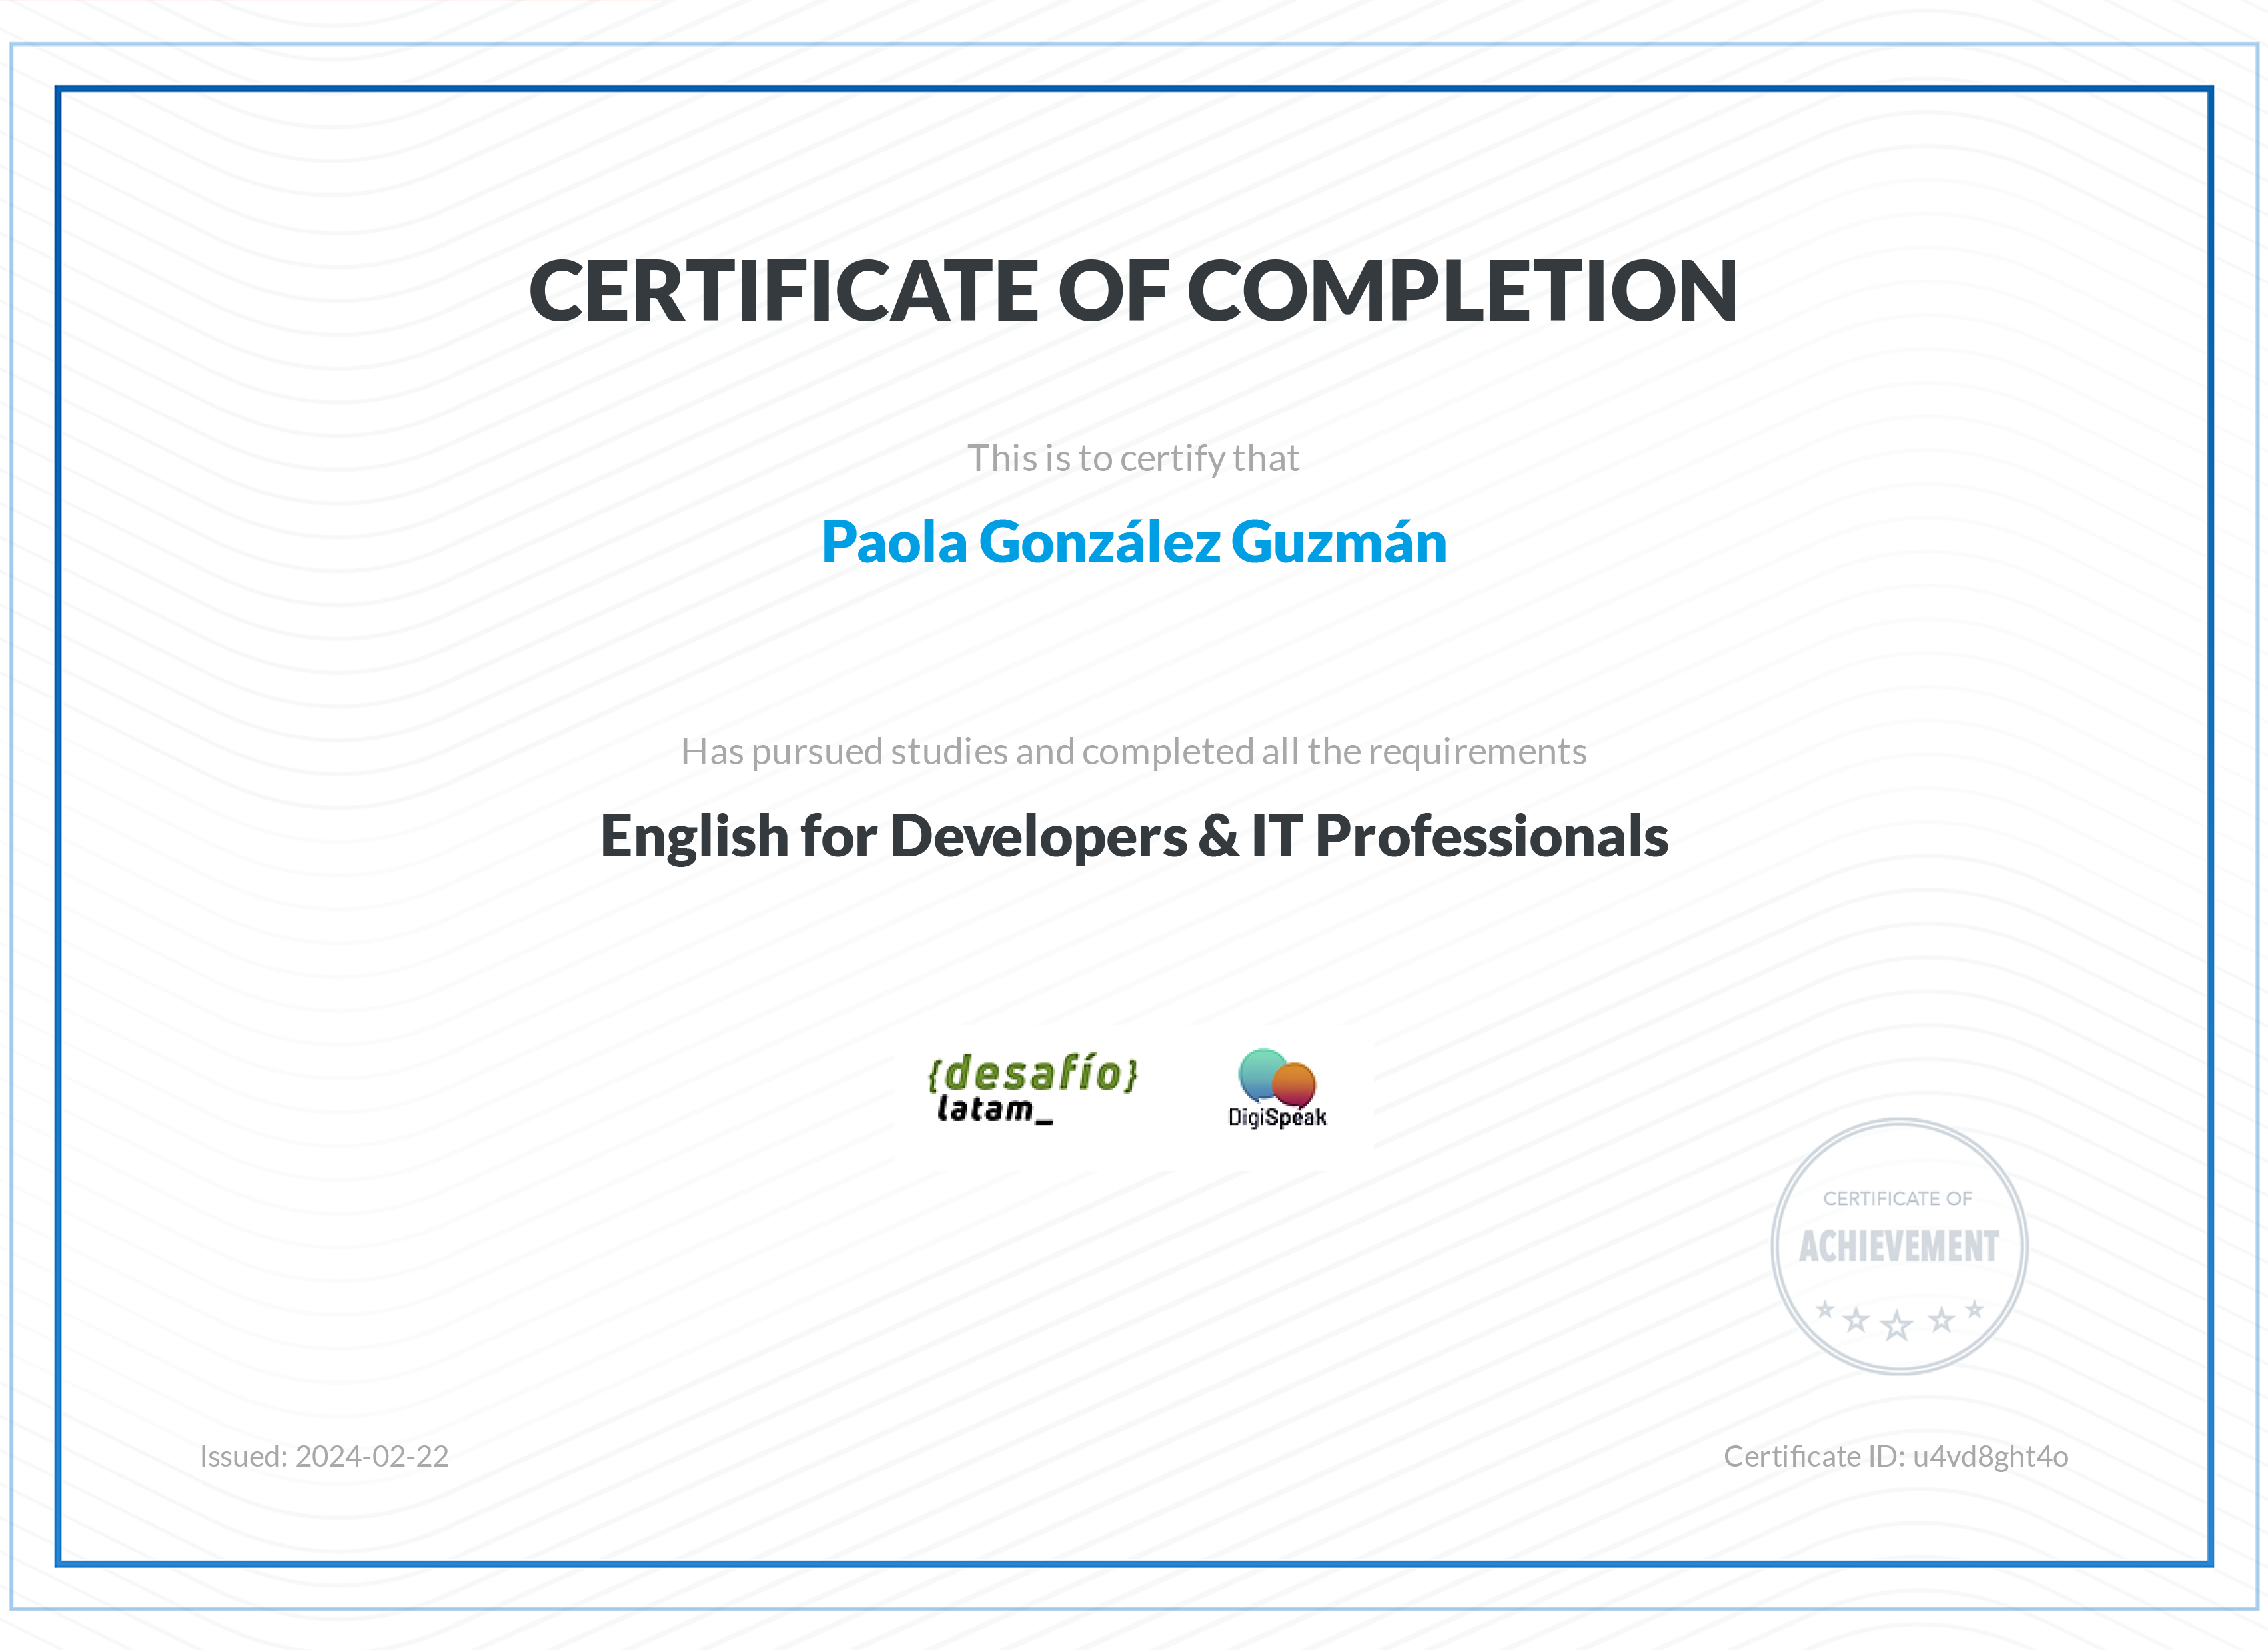 CERTIFICATE OF COMPLETION
This is to certify that
Paola González Guzmán
Has pursued studies and completed all the requirements
English for Developers & IT Professionals
{desafío}
latam_
DigiSpeak
CERTIFICATE OF
ACHIEVEMENT
Issued: 2024-02-22
Certificate ID: u4vd8ght4o